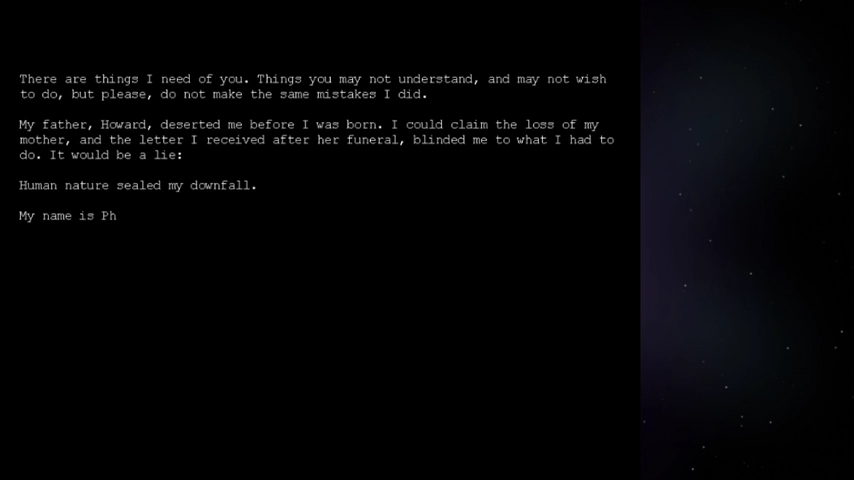 There are things I need of you. Things you may not understand, and may not wish
to do, but please, do not make the same mistakes I did.
My father, Howard, deserted me before I was born. I could claim the loss of my
mother, and the letter I received after her funeral, blinded me to what I had to
do. It would be a lie:
Human nature sealed my downfall.
My name is Ph